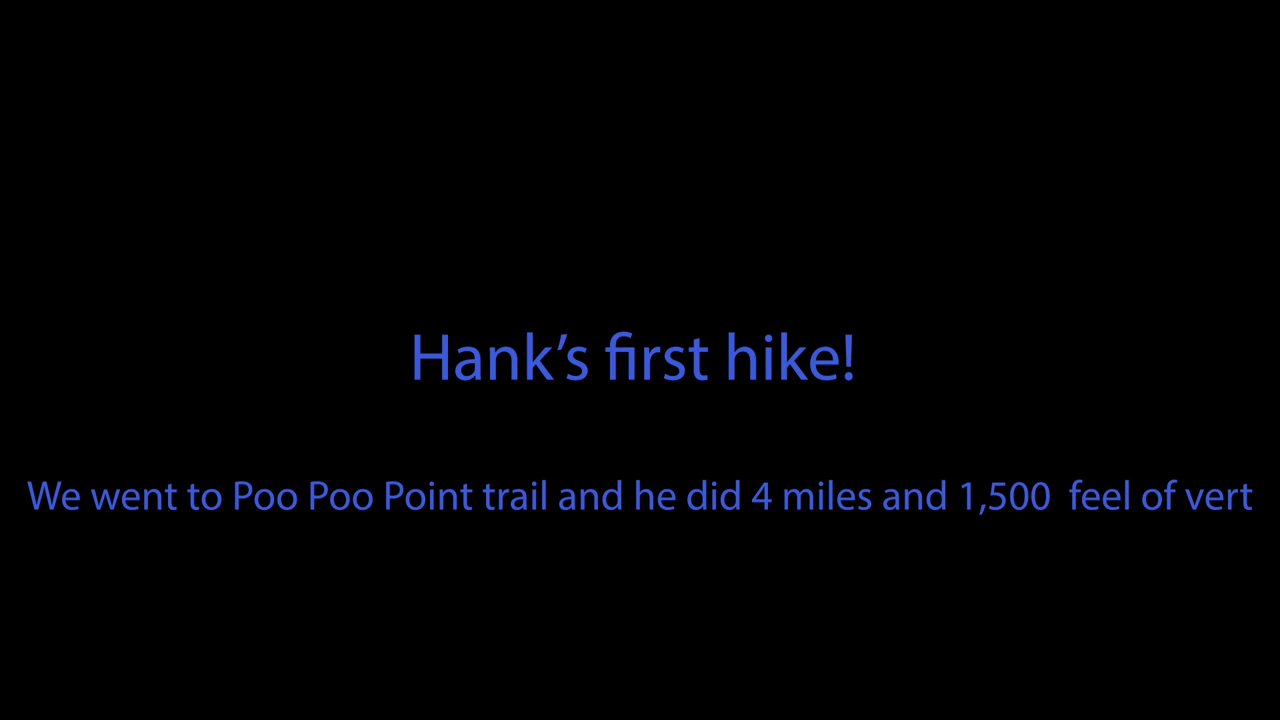 Hank’s first hike!
We went to Poo Poo Point trail and he did 4 miles and 1,500  feel of vert